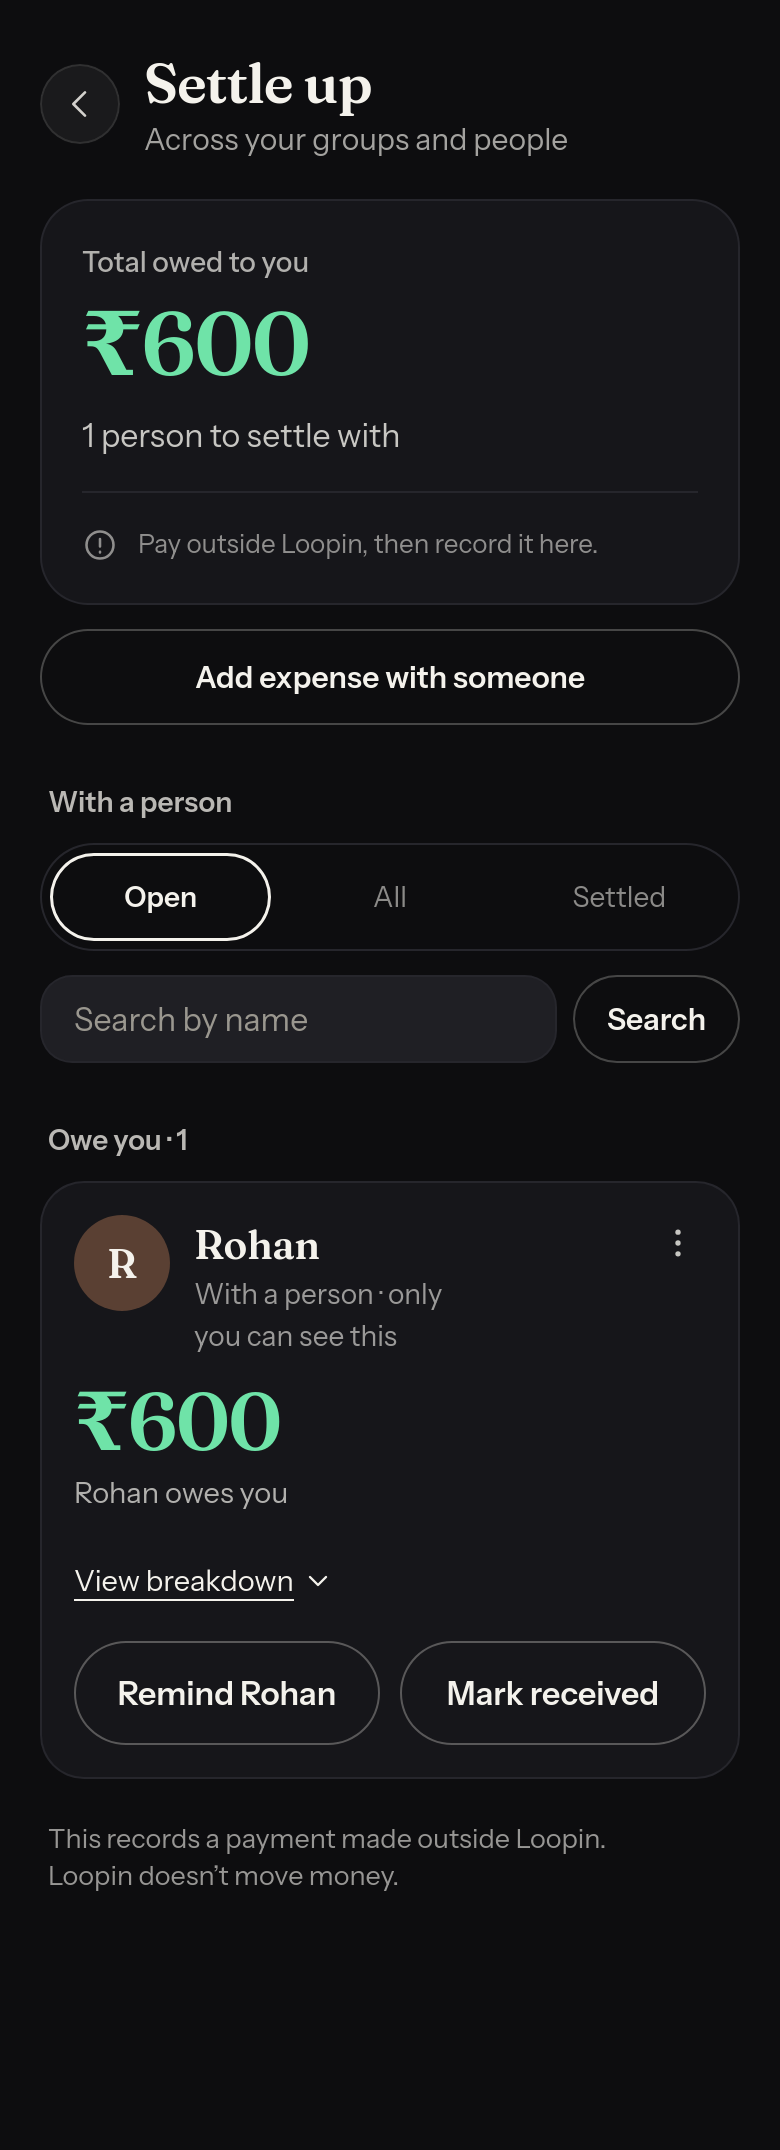 Settle up
Across your groups and people
Total owed to you
₹600
1 person to settle with
Pay outside Loopin, then record it here.
Add expense with someone
With a person
Open
All
Settled
Search by name
Search
Owe you · 1
R
Rohan
With a person · only
you can see this
₹600
Rohan owes you
View breakdown
Remind Rohan
Mark received
This records a payment made outside Loopin.
Loopin doesn’t move money.